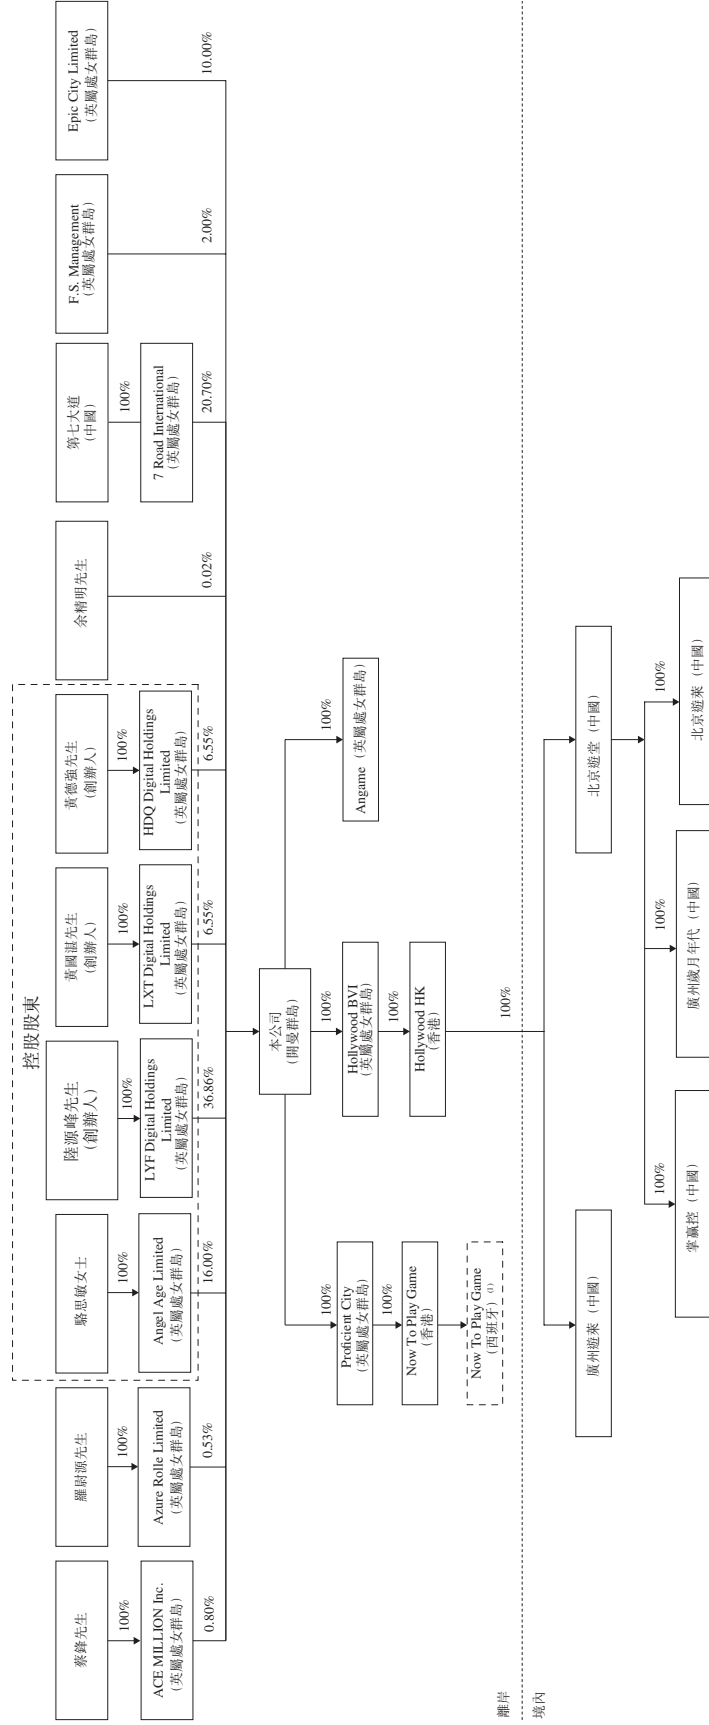 控股股東
蔡鋒先生
羅尉源先生
駱思敏女士
陸源峰先生
(創辦人)
黃國湛先生
(創辦人)
黃德強先生
(創辦人)
余精明先生
第七大道
(中國)
F.S. Management
(英屬處女群島)
Epic City Limited
(英屬處女群島)
100%
100%
100%
100%
100%
100%
100%
ACE MILLION Inc.
(英屬處女群島)
Azure Rolle Limited
(英屬處女群島)
Angel Age Limited
(英屬處女群島)
LYF Digital Holdings
Limited
(英屬處女群島)
LXT Digital Holdings
Limited
(英屬處女群島)
HDQ Digital Holdings
Limited
(英屬處女群島)
7 Road International
(英屬處女群島)
0.80%
0.53%
16.00%
36.86%
6.55%
6.55%
0.02%
20.70%
2.00%
10.00%
本公司
(開曼群島)
100%
100%
100%
Proficient City
(英屬處女群島)
Hollywood BVI
(英屬處女群島)
Angame(英屬處女群島)
100%
100%
Now To Play Game
(香港)
Hollywood HK
(香港)
Now To Play Game
(西班牙)(1)
100%
離岸
境內
廣州遊萊(中國)
北京遊堂(中國)
100%
100%
100%
掌贏控(中國)
廣州歲月年代(中國)
北京遊萊(中國)